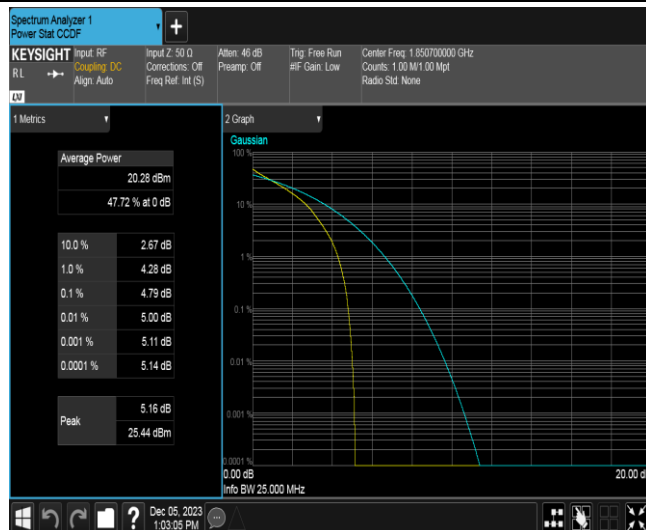 Spectrum Analyzer 1
Power Stat CCDF
+
KEYSIGHT
RL
Input: RF
Coupling: DC
Align: Auto
Input Z: 50 Ω
Corrections: Off
Freq Ref: Int (S)
Atten: 46 dB
Preamp: Off
Trig: Free Run
#IF Gain: Low
Center Freq: 1.850700000 GHz
Counts: 1.00 M/1.00 Mpt
Radio Std: None
1 Metrics
Average Power
20.28 dBm
47.72 % at 0 dB
10.0 % 2.67 dB
1.0 % 4.28 dB
0.1 % 4.79 dB
0.01 % 5.00 dB
0.001 % 5.11 dB
0.0001 % 5.14 dB
Peak 5.16 dB
25.44 dBm
2 Graph
Gaussian
100 %
10 %
1 %
0.1 %
0.01 %
0.001 %
0.0001 %
0.00 dB
20.00 d
Info BW 25.000 MHz
?
Dec 05, 2023
1:03:05 PM